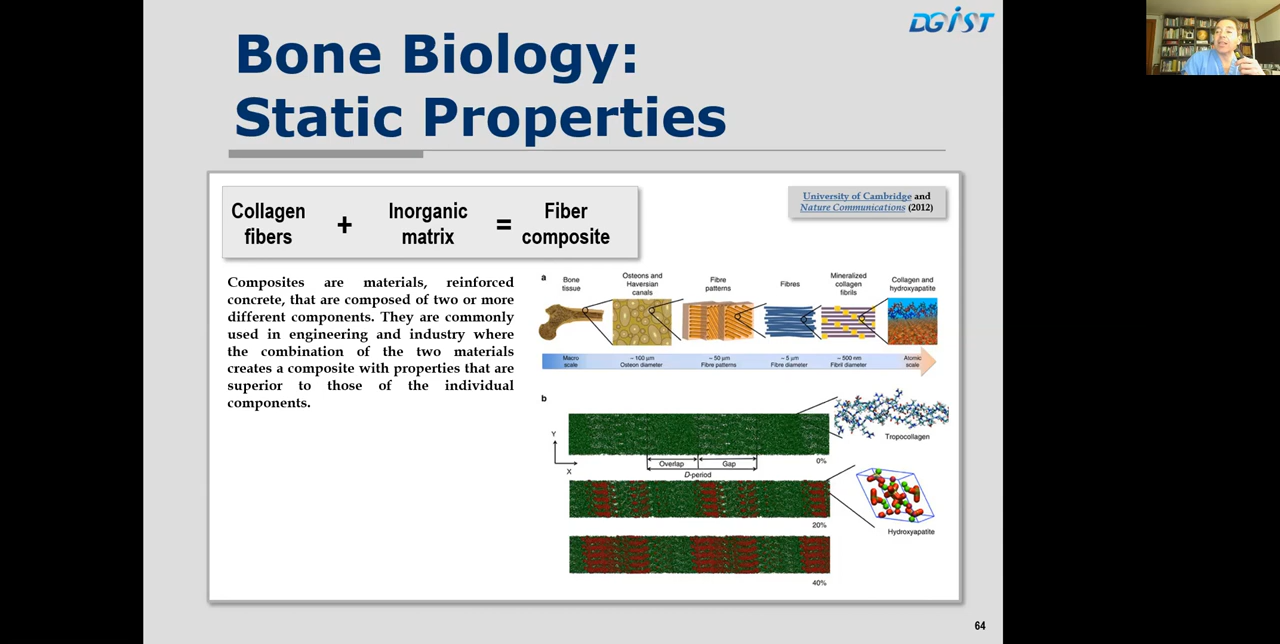 DGIST
Bone Biology:
Static Properties
Collagen
fibers
+
Inorganic
matrix
=
Fiber
composite
University of Cambridge and
Nature Communications (2012)
Composites are materials, reinforced
concrete, that are composed of two or more
different components. They are commonly
used in engineering and industry where
the combination of the two materials
creates a composite with properties that are
superior to those of the individual
components.
a
Bone
tissue
Osteons and
Haversian
canals
Fibre
patterns
Fibres
Mineralized
collagen
fibrils
Collagen and
hydroxyapatite
Macro
scale
~ 100 μm
Osteon diameter
~ 50 μm
Fibre patterns
~ 5 μm
Fibre diameter
~ 500 nm
Fibril diameter
Atomic
scale
b
Y
X
Overlap
Gap
D-period
0%
Tropocollagen
20%
Hydroxyapatite
40%
64